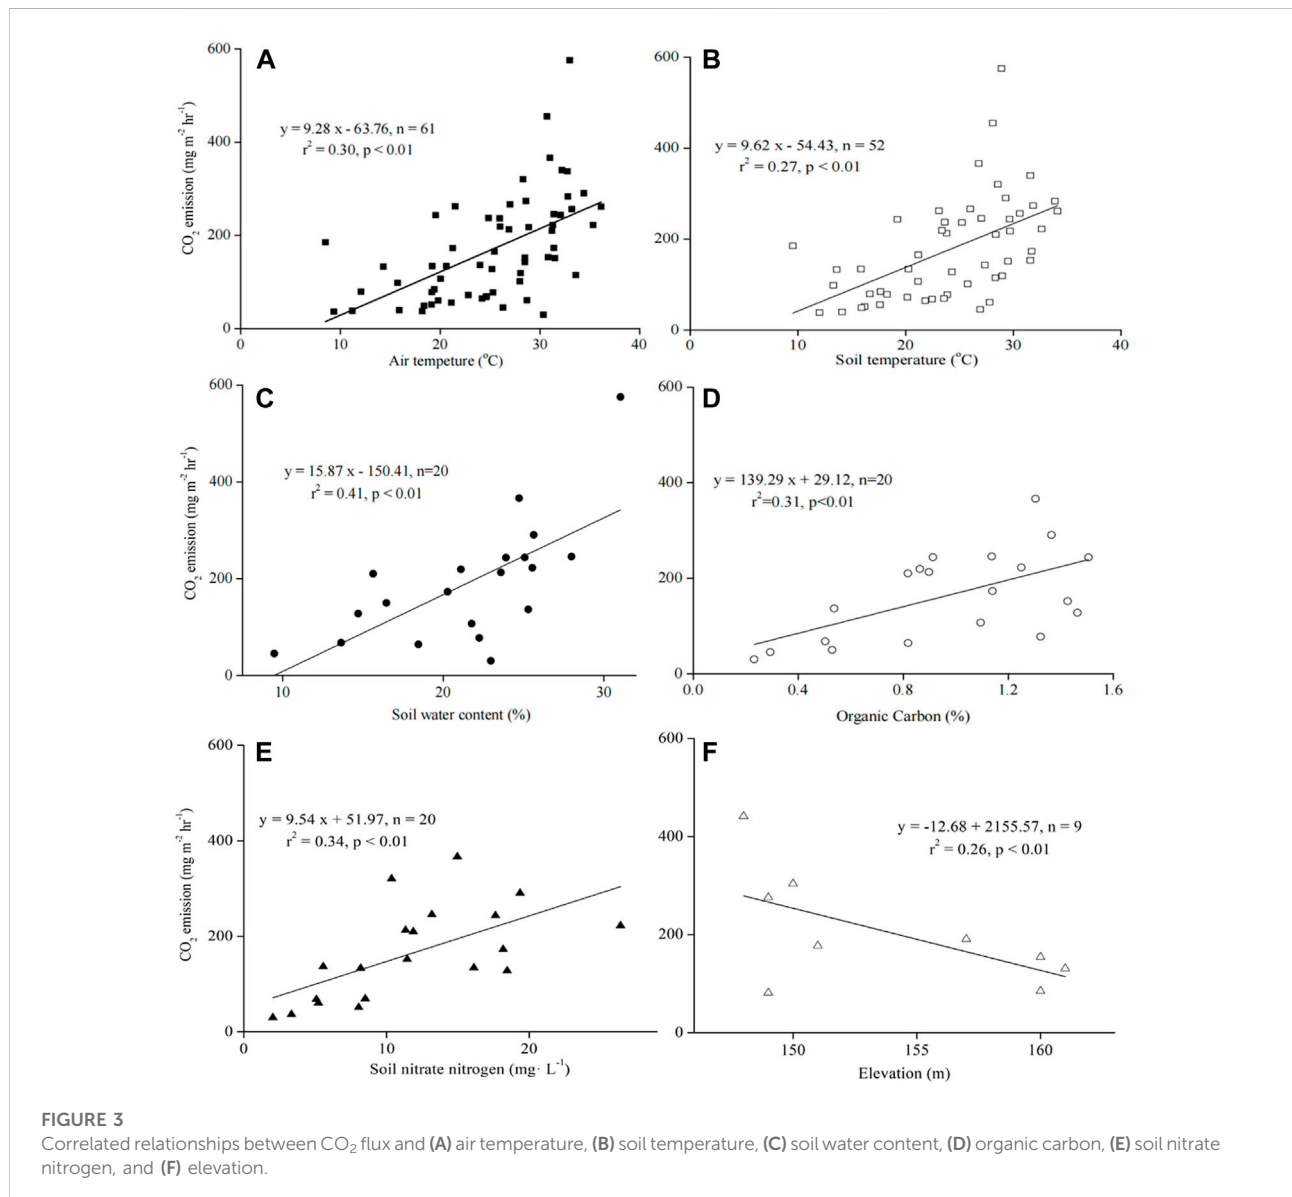 A
600
400
200
0
10
20
30
40
CO2 emission (mg m-2 hr-1)
y = 9.28 x - 63.76, n = 61
r2 = 0.30, p < 0.01
Air tempeture (oC)
B
600
400
200
0
0
10
20
30
40
y = 9.62 x - 54.43, n = 52
r2 = 0.27, p < 0.01
Soil temperature (oC)
C
600
400
200
0
10
20
30
CO2 emission (mg m-2 hr-1)
y = 15.87 x - 150.41, n=20
r2 = 0.41, p < 0.01
Soil water content (%)
D
600
400
200
0
0.0
0.4
0.8
1.2
1.6
y = 139.29 x + 29.12, n=20
r2=0.31, p<0.01
Organic Carbon (%)
E
600
400
200
0
0
10
20
CO2 emission (mg m-2 hr-1)
y = 9.54 x + 51.97, n = 20
r2 = 0.34, p < 0.01
Soil nitrate nitrogen (mg· L-1)
F
600
400
200
0
150
155
160
y = -12.68 + 2155.57, n = 9
r2 = 0.26, p < 0.01
Elevation (m)
FIGURE 3
Correlated relationships between CO2 flux and (A) air temperature, (B) soil temperature, (C) soil water content, (D) organic carbon, (E) soil nitrate
nitrogen, and (F) elevation.